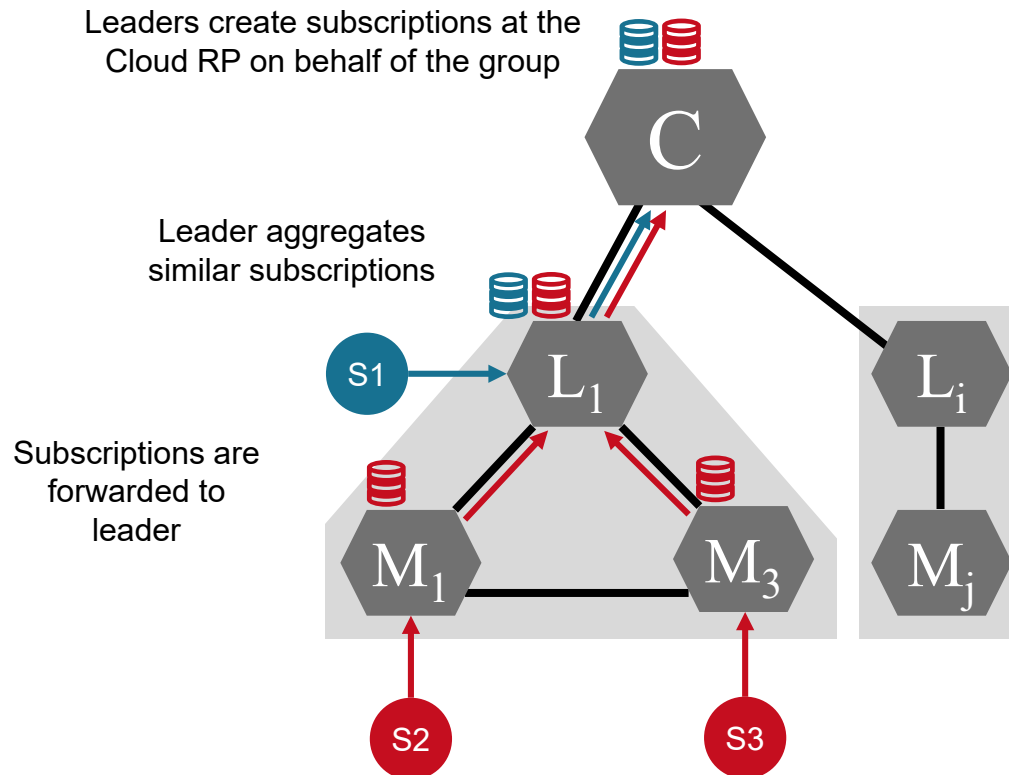 Leaders create subscriptions at the
Cloud RP on behalf of the group
C
Leader aggregates
similar subscriptions
S1
L₁
Lᵢ
Subscriptions are
forwarded to
leader
M₁
M₃
Mⱼ
S2
S3